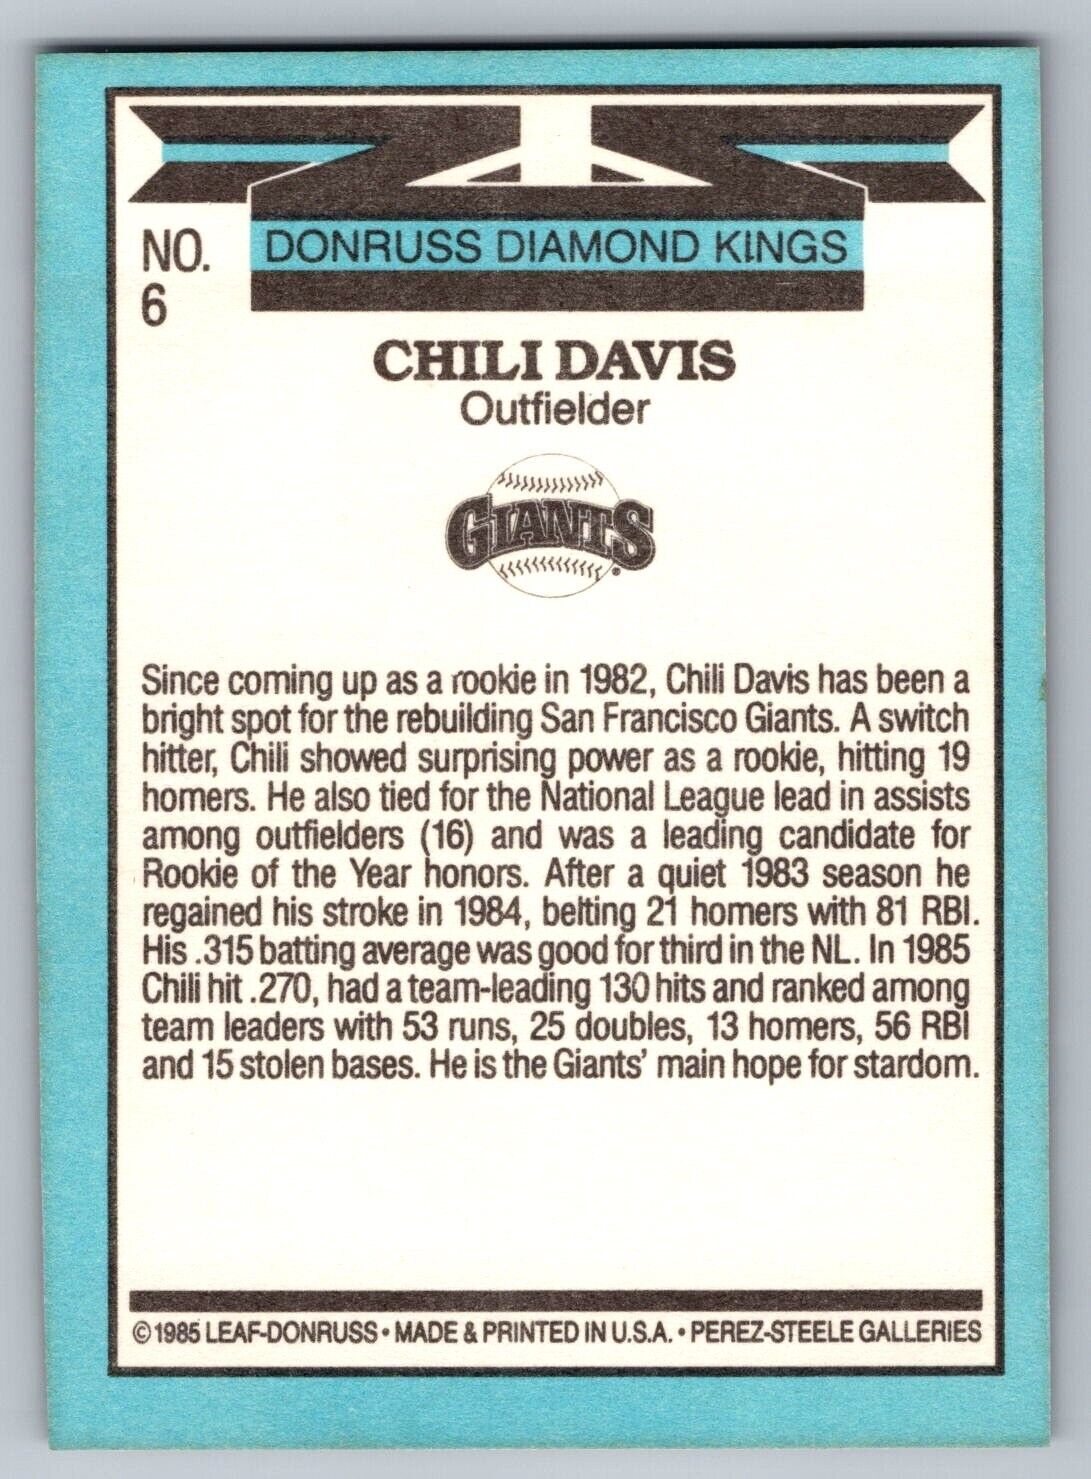 NO.
6
DONRUSS DIAMOND KINGS
CHILI DAVIS
Outfielder
GIANTS
Since coming up as a rookie in 1982, Chili Davis has been a
bright spot for the rebuilding San Francisco Giants. A switch
hitter, Chili showed surprising power as a rookie, hitting 19
homers. He also tied for the National League lead in assists
among outfielders (16) and was a leading candidate for
Rookie of the Year honors. After a quiet 1983 season he
regained his stroke in 1984, belting 21 homers with 81 RBI.
His .315 batting average was good for third in the NL. In 1985
Chili hit .270, had a team-leading 130 hits and ranked among
team leaders with 53 runs, 25 doubles, 13 homers, 56 RBI
and 15 stolen bases. He is the Giants' main hope for stardom.
© 1985 LEAF-DONRUSS • MADE & PRINTED IN U.S.A. • PEREZ-STEELE GALLERIES